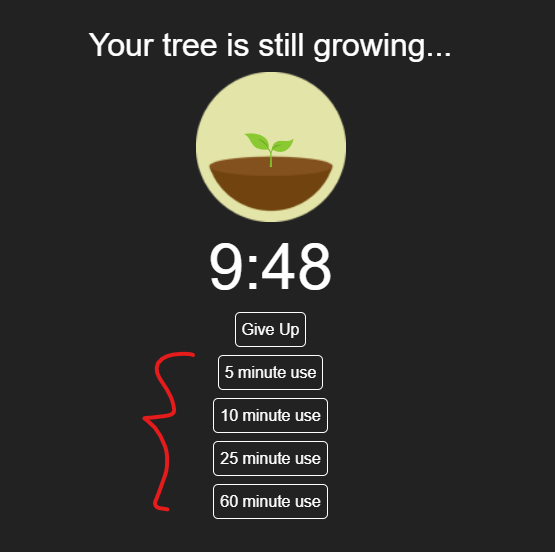 Your tree is still growing...
9:48
Give Up
5 minute use
10 minute use
25 minute use
60 minute use